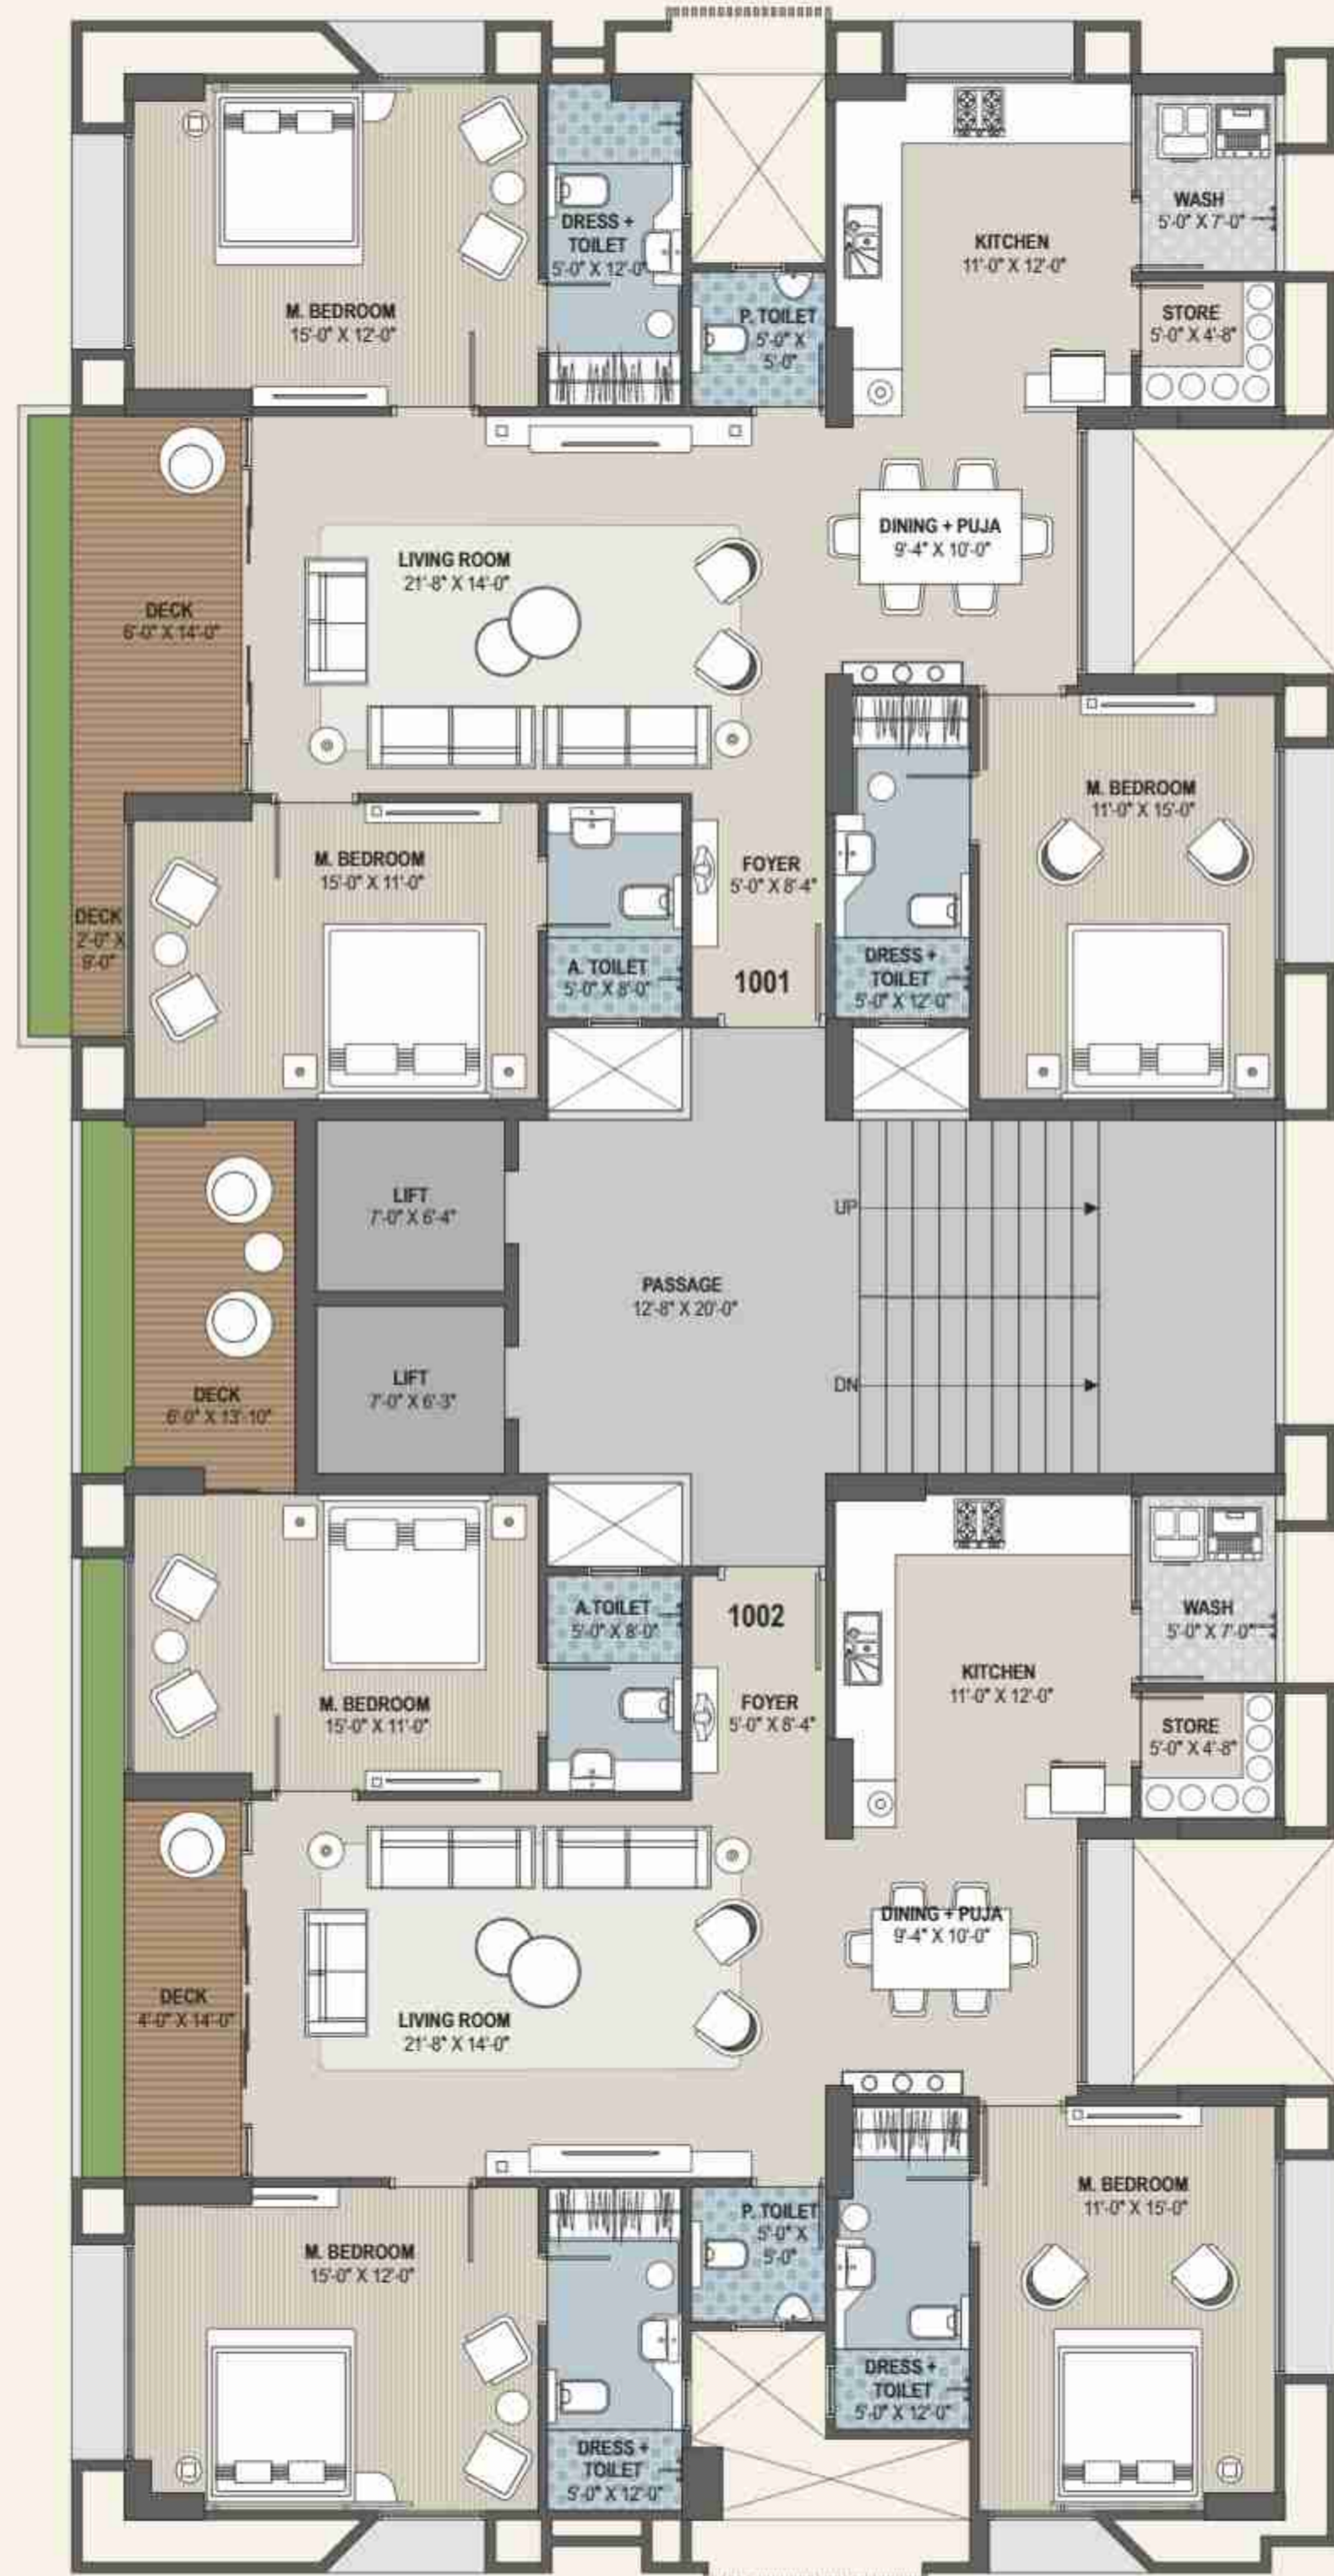 DRESS +
TOILET
5'-0" X 12'-0"
WASH
5'-0" X 7'-0"
KITCHEN
11'-0" X 12'-0"
M. BEDROOM
15'-0" X 12'-0"
P. TOILET
5'-0" X
5'-0"
STORE
5'-0" X 4'-8"
DINING + PUJA
9'-4" X 10'-0"
LIVING ROOM
21'-8" X 14'-0"
DECK
6'-0" X 14'-0"
M. BEDROOM
11'-0" X 15'-0"
M. BEDROOM
15'-0" X 11'-0"
FOYER
5'-0" X 8'-4"
DECK
2'-0" X
9'-0"
A. TOILET
5'-0" X 8'-0"
1001
DRESS +
TOILET
5'-0" X 12'-0"
LIFT
7'-0" X 6'-4"
UP
PASSAGE
12'-8" X 20'-0"
LIFT
7'-0" X 6'-3"
DN
DECK
6'-0" X 13'-10"
A.TOILET
5'-0" X 8'-0"
1002
WASH
5'-0" X 7'-0"
KITCHEN
11'-0" X 12'-0"
M. BEDROOM
15'-0" X 11'-0"
FOYER
5'-0" X 8'-4"
STORE
5'-0" X 4'-8"
DINING + PUJA
9'-4" X 10'-0"
DECK
4'-0" X 14'-0"
LIVING ROOM
21'-8" X 14'-0"
M. BEDROOM
11'-0" X 15'-0"
P. TOILET
5'-0" X
5'-0"
M. BEDROOM
15'-0" X 12'-0"
DRESS +
TOILET
5'-0" X 12'-0"
DRESS +
TOILET
5'-0" X 12'-0"